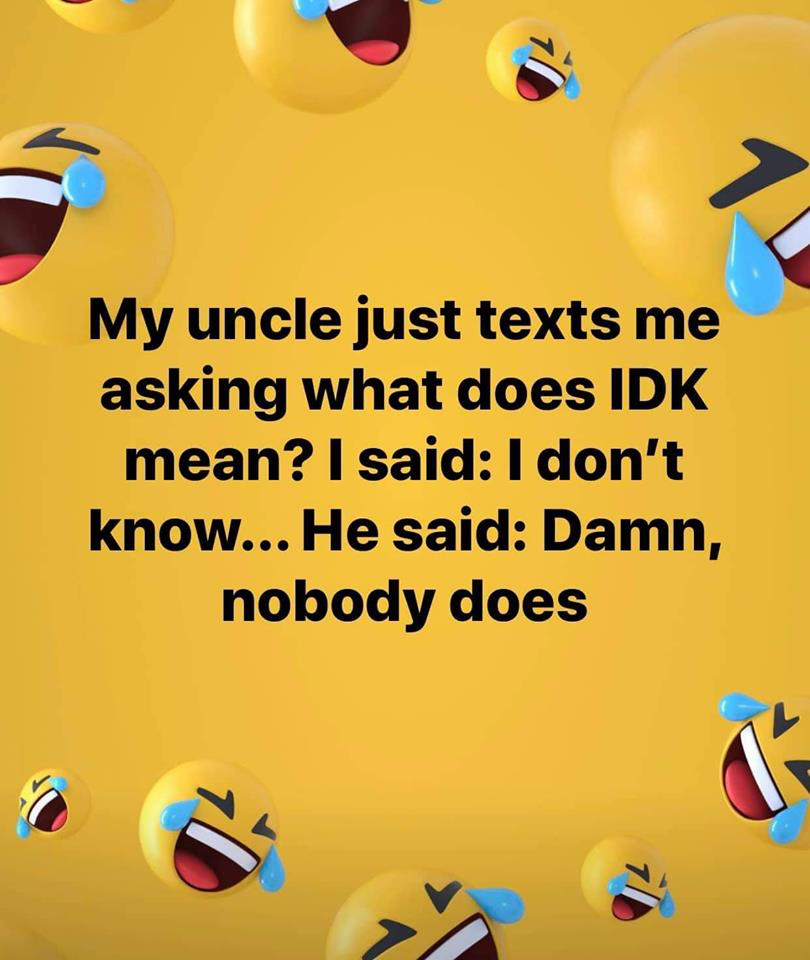 My uncle just texts me
asking what does IDK
mean? I said: I don’t
know... He said: Damn,
nobody does